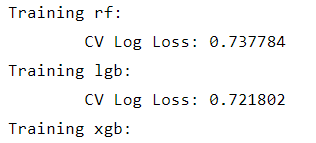 Training rf:
        CV Log Loss: 0.737784
Training lgb:
        CV Log Loss: 0.721802
Training xgb: